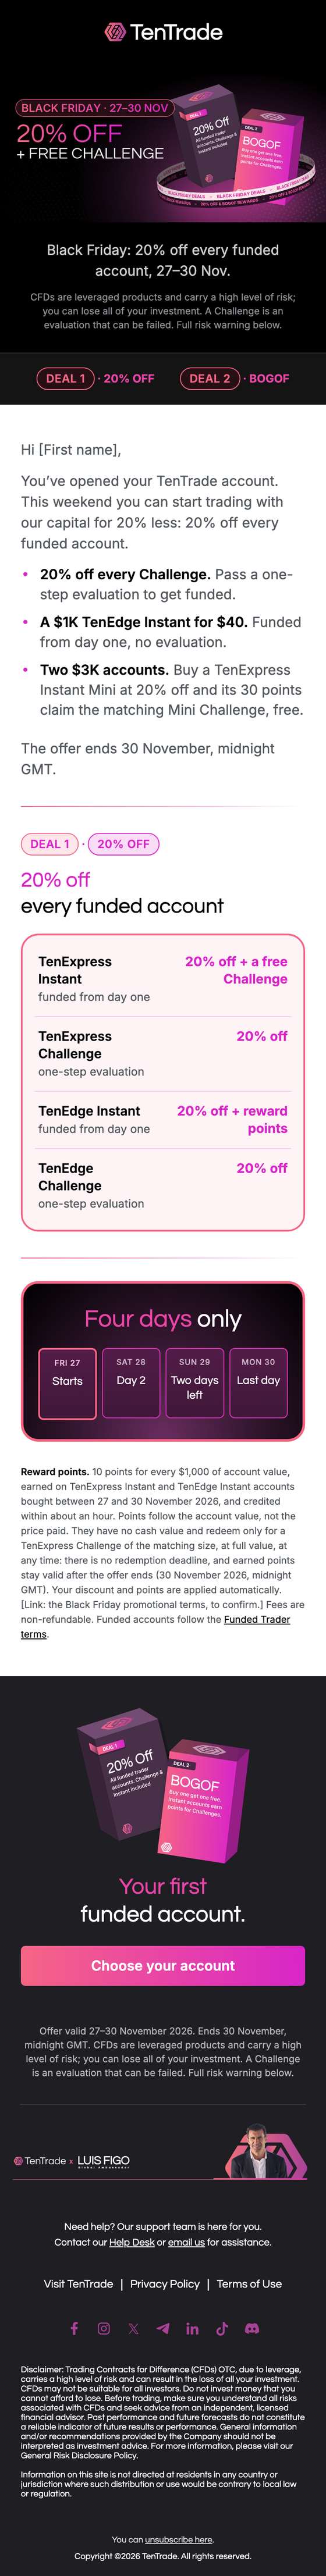 TenTrade
BLACK FRIDAY · 27–30 NOV
20% OFF
+ FREE CHALLENGE
DEAL 1
20% Off
DEAL 2
BOGOF
Buy one get one free.
Instant accounts earn
points for Challenges.
BLACK FRIDAY DEALS
Black Friday: 20% off every funded
account, 27–30 Nov.
CFDs are leveraged products and carry a high level of risk;
you can lose all of your investment. A Challenge is an
evaluation that can be failed. Full risk warning below.
DEAL 1 · 20% OFF
DEAL 2 · BOGOF
Hi [First name],
You’ve opened your TenTrade account.
This weekend you can start trading with
our capital for 20% less: 20% off every
funded account.
• 20% off every Challenge. Pass a one-
step evaluation to get funded.
• A $1K TenEdge Instant for $40. Funded
from day one, no evaluation.
• Two $3K accounts. Buy a TenExpress
Instant Mini at 20% off and its 30 points
claim the matching Mini Challenge, free.
The offer ends 30 November, midnight
GMT.
DEAL 1 · 20% OFF
20% off
every funded account
TenExpress
Instant
funded from day one
20% off + a free
Challenge
TenExpress
Challenge
one-step evaluation
20% off
TenEdge Instant
funded from day one
20% off + reward
points
TenEdge
Challenge
one-step evaluation
20% off
Four days only
FRI 27
Starts
SAT 28
Day 2
SUN 29
Two days
left
MON 30
Last day
Reward points. 10 points for every $1,000 of account value,
earned on TenExpress Instant and TenEdge Instant accounts
bought between 27 and 30 November 2026, and credited
within about an hour. Points follow the account value, not the
price paid. They have no cash value and redeem only for a
TenExpress Challenge of the matching size, at full value, at
any time: there is no redemption deadline, and earned points
stay valid after the offer ends (30 November 2026, midnight
GMT). Your discount and points are applied automatically.
[Link: the Black Friday promotional terms, to confirm.] Fees are
non-refundable. Funded accounts follow the Funded Trader
terms.
DEAL 1
20% Off
All funded trader
accounts. Challenge &
Instant included
DEAL 2
BOGOF
Buy one get one free.
Instant accounts earn
points for Challenges.
Your first
funded account.
Choose your account
Offer valid 27–30 November 2026. Ends 30 November,
midnight GMT. CFDs are leveraged products and carry a high
level of risk; you can lose all of your investment. A Challenge
is an evaluation that can be failed. Full risk warning below.
TenTrade x LUIS FIGO
Need help? Our support team is here for you.
Contact our Help Desk or email us for assistance.
Visit TenTrade | Privacy Policy | Terms of Use
Disclaimer: Trading Contracts for Difference (CFDs) OTC, due to leverage,
carries a high level of risk and can result in the loss of all your investment.
CFDs may not be suitable for all investors. Do not invest money that you
cannot afford to lose. Before trading, make sure you understand all risks
associated with CFDs and seek advice from an independent, licensed
financial advisor. Past performance and future forecasts do not constitute
a reliable indicator of future results or performance. General information
and/or recommendations provided by the Company should not be
interpreted as investment advice. For more information, please visit our
General Risk Disclosure Policy.
Information on this site is not directed at residents in any country or
jurisdiction where such distribution or use would be contrary to local law
or regulation.
You can unsubscribe here.
Copyright ©2026 TenTrade. All rights reserved.